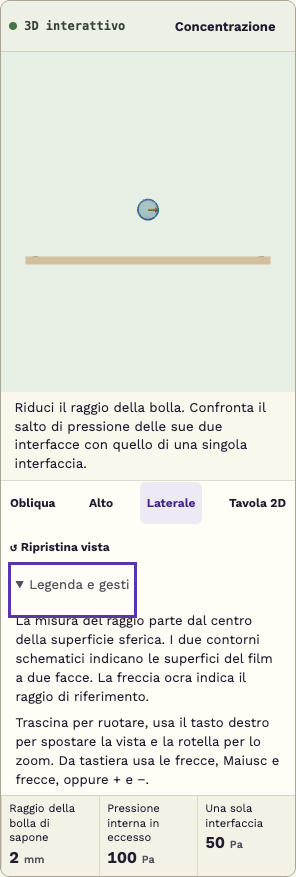 3D interattivo
Concentrazione
Riduci il raggio della bolla. Confronta il
salto di pressione delle sue due
interfacce con quello di una singola
interfaccia.
Obliqua Alto Laterale Tavola 2D
↺ Ripristina vista
▼ Legenda e gesti
La misura del raggio parte dal centro
della superficie sferica. I due contorni
schematici indicano le superfici del film
a due facce. La freccia ocra indica il
raggio di riferimento.
Trascina per ruotare, usa il tasto destro
per spostare la vista e la rotella per lo
zoom. Da tastiera usa le frecce, Maiusc e
frecce, oppure + e −.
Raggio della
bolla di
sapone
2 mm
Pressione
interna in
eccesso
100 Pa
Una sola
interfaccia
50 Pa